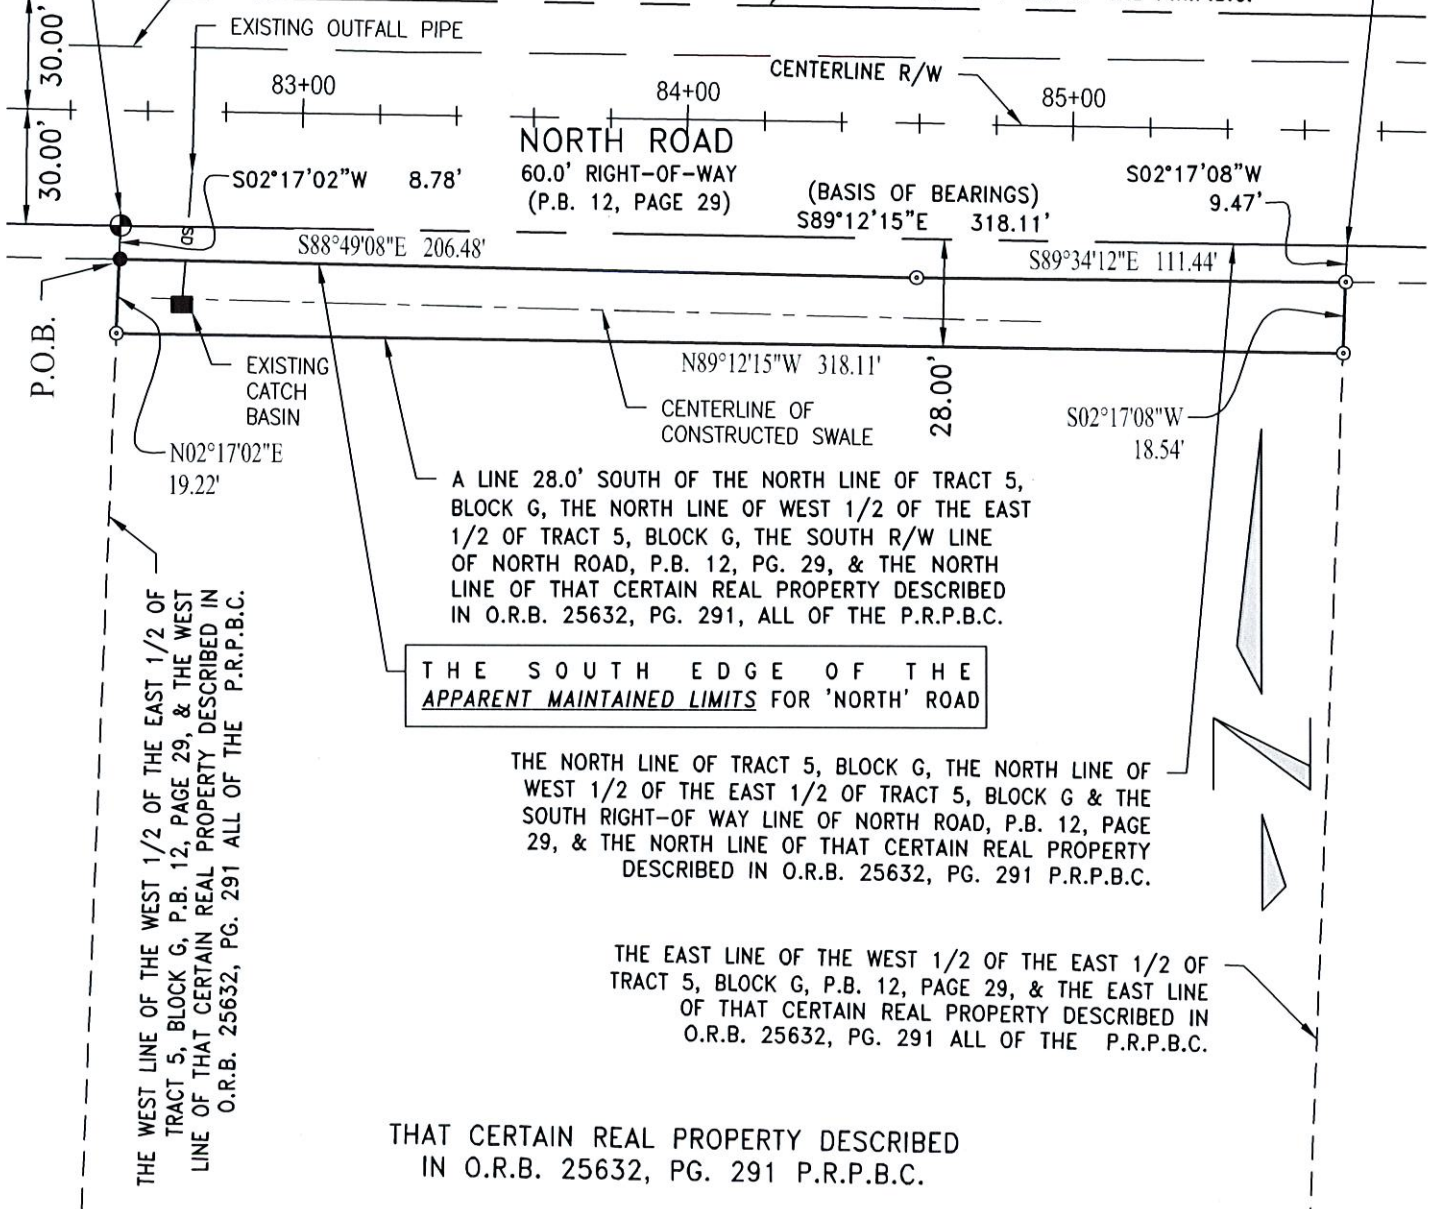 30.00'
EXISTING OUTFALL PIPE
CENTERLINE R/W
83+00
84+00
85+00
30.00'
NORTH ROAD
60.0' RIGHT-OF-WAY
(P.B. 12, PAGE 29)
S02°17'02"W 8.78'
(BASIS OF BEARINGS)
S89°12'15"E 318.11'
S02°17'08"W
9.47'
SD
S88°49'08"E 206.48'
S89°34'12"E 111.44'
P.O.B.
EXISTING
CATCH
BASIN
N89°12'15"W 318.11'
28.00'
CENTERLINE OF
CONSTRUCTED SWALE
S02°17'08"W
18.54'
N02°17'02"E
19.22'
A LINE 28.0' SOUTH OF THE NORTH LINE OF TRACT 5,
BLOCK G, THE NORTH LINE OF WEST 1/2 OF THE EAST
1/2 OF TRACT 5, BLOCK G, THE SOUTH R/W LINE
OF NORTH ROAD, P.B. 12, PG. 29, & THE NORTH
LINE OF THAT CERTAIN REAL PROPERTY DESCRIBED
IN O.R.B. 25632, PG. 291, ALL OF THE P.R.P.B.C.
THE SOUTH EDGE OF THE
APPARENT MAINTAINED LIMITS FOR 'NORTH' ROAD
THE WEST LINE OF THE WEST 1/2 OF THE EAST 1/2 OF
TRACT 5, BLOCK G, P.B. 12, PAGE 29, & THE WEST
LINE OF THAT CERTAIN REAL PROPERTY DESCRIBED IN
O.R.B. 25632, PG. 291 ALL OF THE P.R.P.B.C.
THE NORTH LINE OF TRACT 5, BLOCK G, THE NORTH LINE OF
WEST 1/2 OF THE EAST 1/2 OF TRACT 5, BLOCK G & THE
SOUTH RIGHT-OF WAY LINE OF NORTH ROAD, P.B. 12, PAGE
29, & THE NORTH LINE OF THAT CERTAIN REAL PROPERTY
DESCRIBED IN O.R.B. 25632, PG. 291 P.R.P.B.C.
N
THE EAST LINE OF THE WEST 1/2 OF THE EAST 1/2 OF
TRACT 5, BLOCK G, P.B. 12, PAGE 29, & THE EAST LINE
OF THAT CERTAIN REAL PROPERTY DESCRIBED IN
O.R.B. 25632, PG. 291 ALL OF THE P.R.P.B.C.
THAT CERTAIN REAL PROPERTY DESCRIBED
IN O.R.B. 25632, PG. 291 P.R.P.B.C.